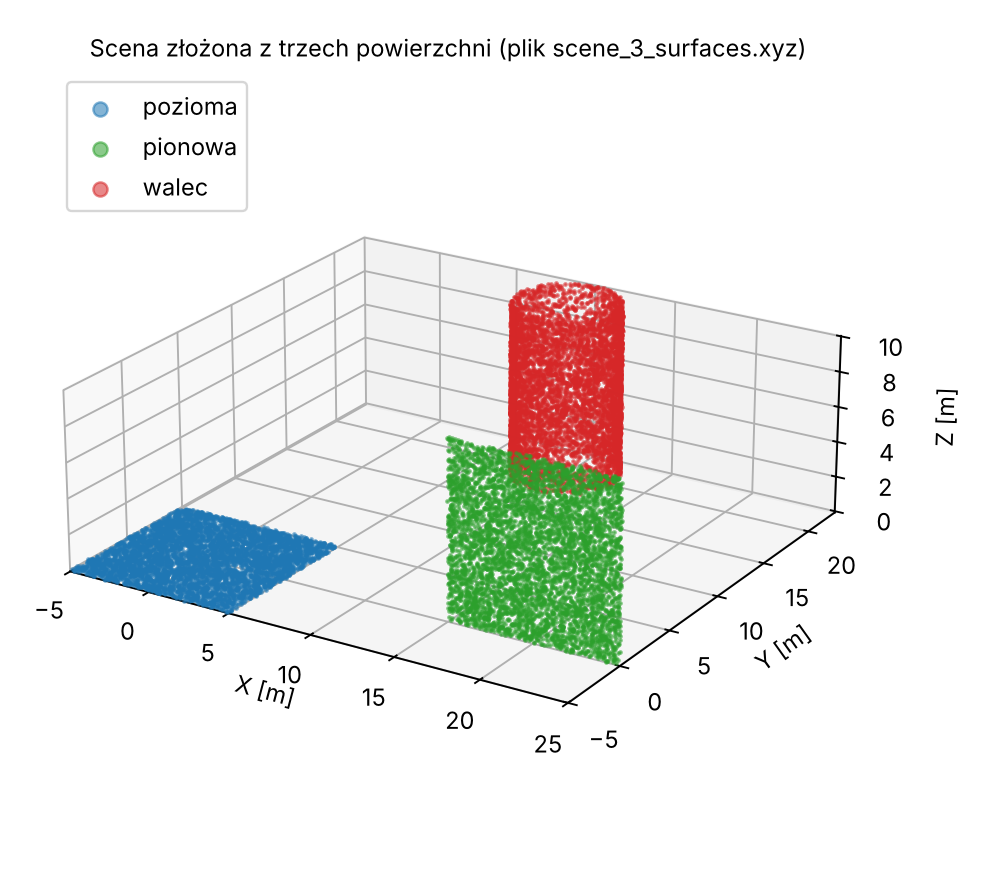 Scena złożona z trzech powierzchni (plik scene_3_surfaces.xyz)
pozioma
pionowa
walec
10
8
6
4
2
0
Z [m]
−5
0
5
10
15
20
25
X [m]
−5
0
5
10
15
20
Y [m]